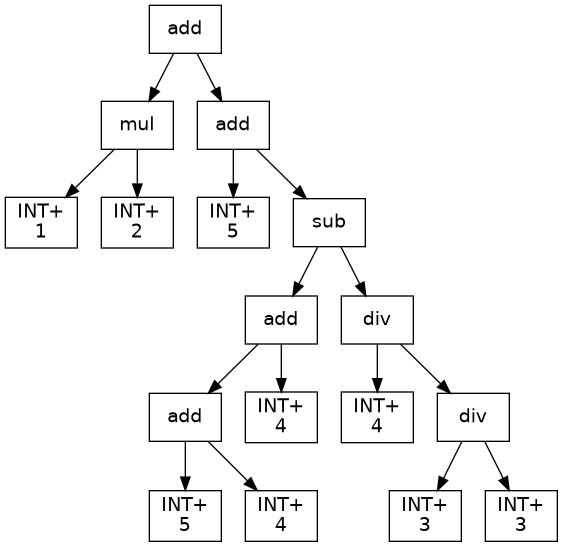 add
mul
add
INT+
1
INT+
2
INT+
5
sub
add
div
add
INT+
4
INT+
4
div
INT+
5
INT+
4
INT+
3
INT+
3